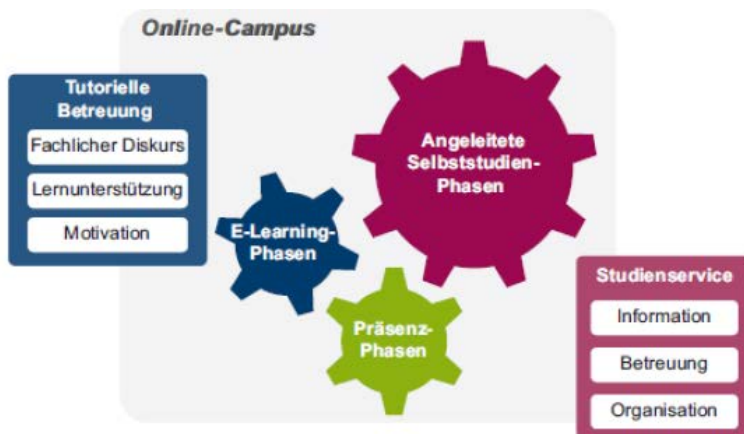 Online-Campus
Tutorielle
Betreuung
Fachlicher Diskurs
Lernunterstützung
Motivation
Angeleitete
Selbststudien-
Phasen
E-Learning-
Phasen
Präsenz-
Phasen
Studienservice
Information
Betreuung
Organisation